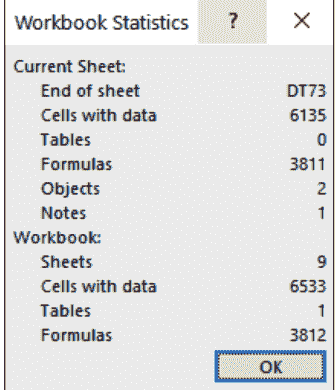 Workbook Statistics ? ×
Current Sheet:
End of sheet DT73
Cells with data 6135
Tables 0
Formulas 3811
Objects 2
Notes 1
Workbook:
Sheets 9
Cells with data 6533
Tables 1
Formulas 3812
OK